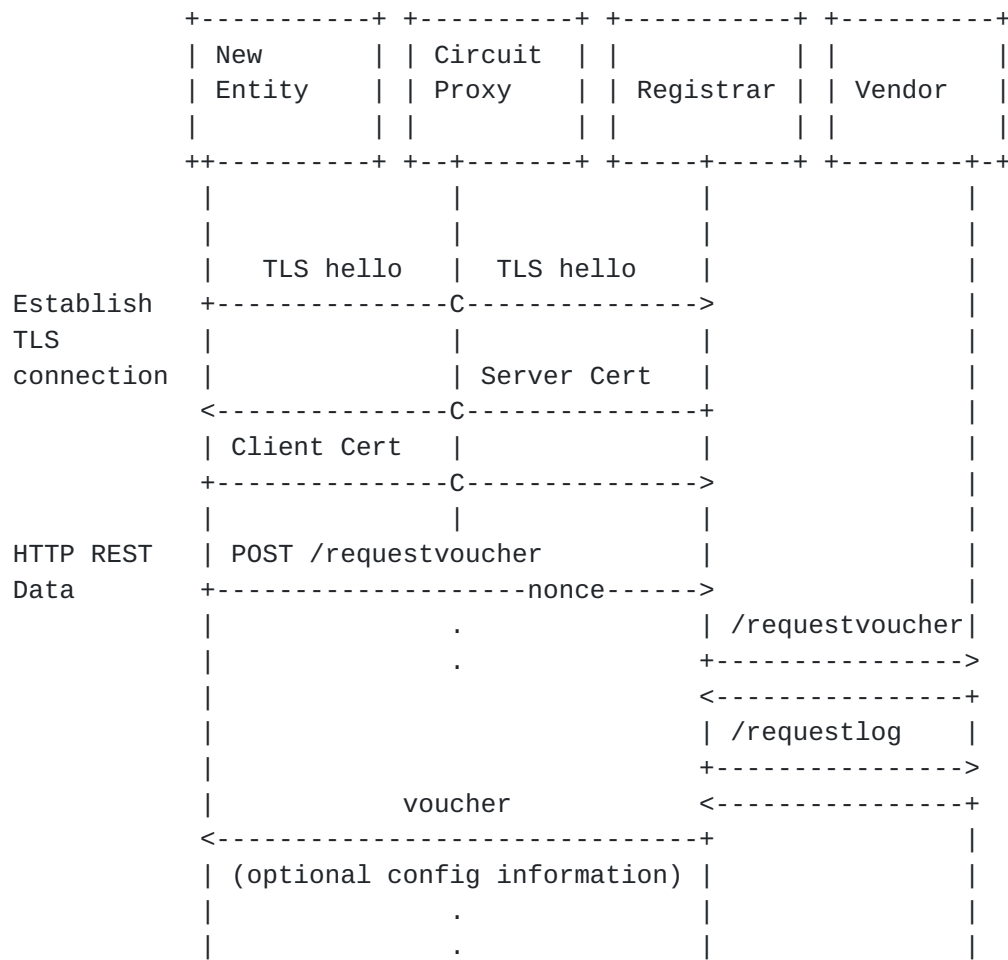 +-----------+ +----------+ +-----------+ +----------+
           | New       | | Circuit  | |           | |          |
           | Entity    | | Proxy    | | Registrar | | Vendor   |
           |           | |          | |           | |          |
           ++----------+ +--+-------+ +-----+-----+ +--------+-+
            |               |               |                |
            |               |               |                |
            |   TLS hello   |  TLS hello    |                |
Establish   +---------------C--------------->                |
TLS         |               |               |                |
connection  |               | Server Cert   |                |
            <---------------C---------------+                |
            | Client Cert   |               |                |
            +---------------C--------------->                |
            |               |               |                |
HTTP REST   | POST /requestvoucher          |                |
Data        +--------------------nonce------>                |
            |               .               | /requestvoucher|
            |               .               +---------------->
            |                               <----------------+
            |                               | /requestlog    |
            |                               +---------------->
            |            voucher            <----------------+
            <-------------------------------+                |
            | (optional config information) |                |
            |               .               |                |
            |               .               |                |